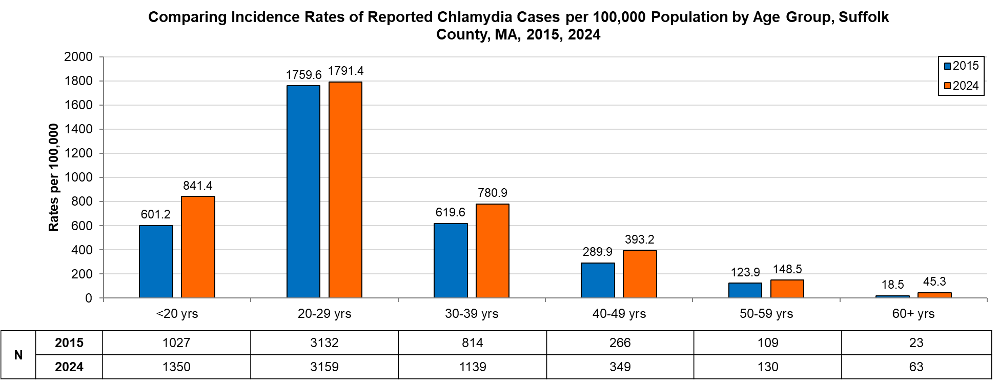 Comparing Incidence Rates of Reported Chlamydia Cases per 100,000 Population by Age Group, Suffolk
County, MA, 2015, 2024
Rates per 100,000
2000
1800
1600
1400
1200
1000
800
600
400
200
0
2015
2024
601.2
841.4
1759.6
1791.4
619.6
780.9
289.9
393.2
123.9
148.5
18.5
45.3
<20 yrs
20-29 yrs
30-39 yrs
40-49 yrs
50-59 yrs
60+ yrs
N
2015 1027 3132 814 266 109 23
2024 1350 3159 1139 349 130 63